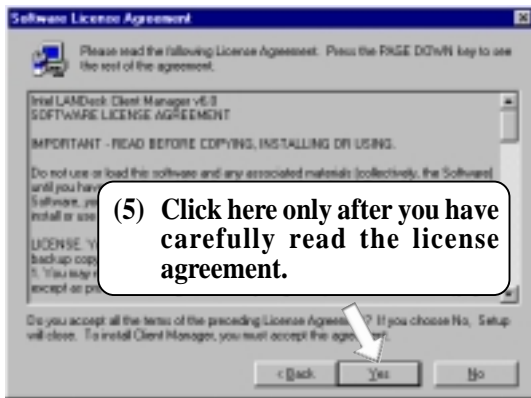 Software License Agreement
Please read the following License Agreement. Press the PAGE DOWN key to see
the rest of the agreement.
Intel LANDesk Client Manager v6.0
SOFTWARE LICENSE AGREEMENT
IMPORTANT - READ BEFORE COPYING, INSTALLING OR USING.
Do not use or load this software and any associated materials (collectively, the Software)
until you have
Software, yo
install or use
LICENSE. Y
backup copy
1. You may
except as pr
(5) Click here only after you have
carefully read the license
agreement.
Do you accept all the terms of the preceding License Agreement? If you choose No, Setup
will close. To install Client Manager, you must accept this agreement.
< Back
Yes
No